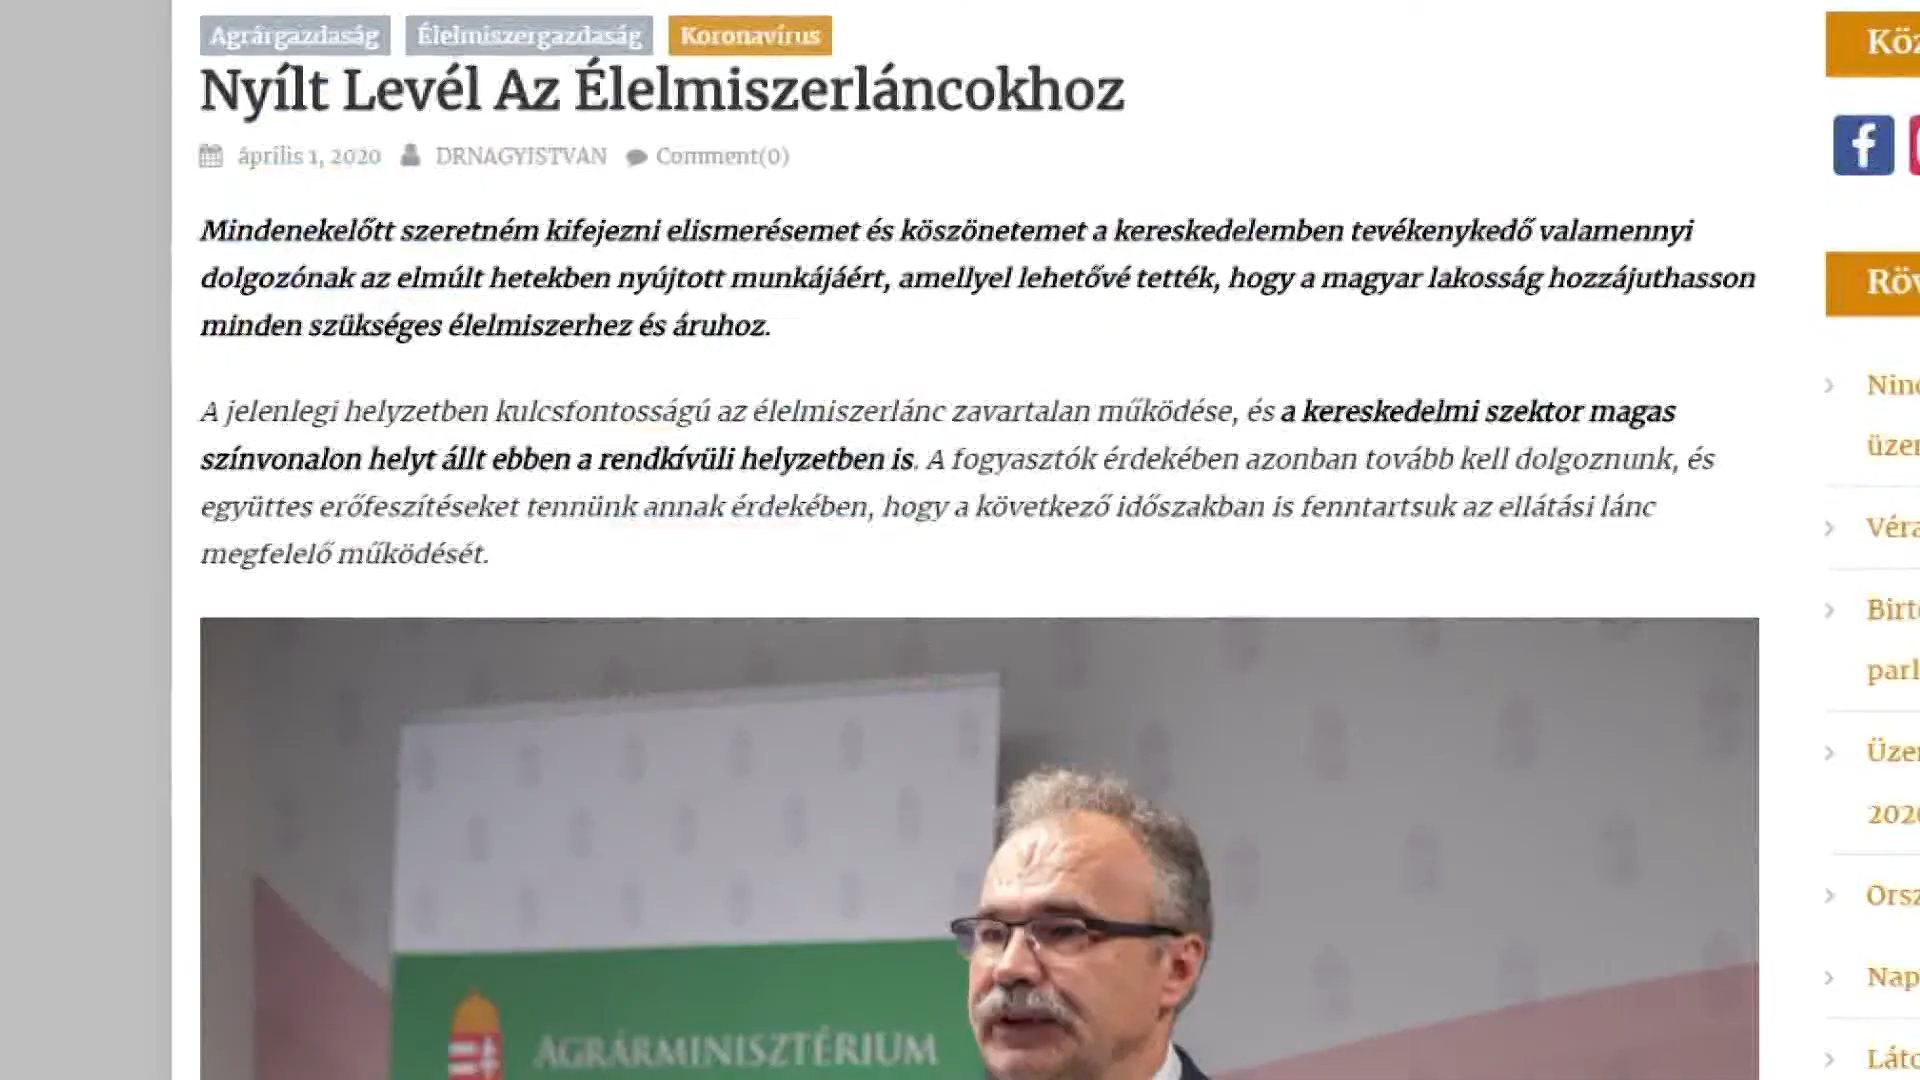 Agrárgazdaság Élelmiszergazdaság Koronavírus
Nyílt Levél Az Élelmiszerláncokhoz
április 1, 2020 DRNAGYISTVAN Comment(0)
Mindenekelőtt szeretném kifejezni elismerésemet és köszönetemet a kereskedelemben tevékenykedő valamennyi
dolgozónak az elmúlt hetekben nyújtott munkájáért, amellyel lehetővé tették, hogy a magyar lakosság hozzájuthasson
minden szükséges élelmiszerhez és áruhoz.
A jelenlegi helyzetben kulcsfontosságú az élelmiszerlánc zavartalan működése, és a kereskedelmi szektor magas
színvonalon helyt állt ebben a rendkívüli helyzetben is. A fogyasztók érdekében azonban tovább kell dolgoznunk, és
együttes erőfeszítéseket tennünk annak érdekében, hogy a következő időszakban is fenntartsuk az ellátási lánc
megfelelő működését.
AGRÁRMINISZTÉRIUM